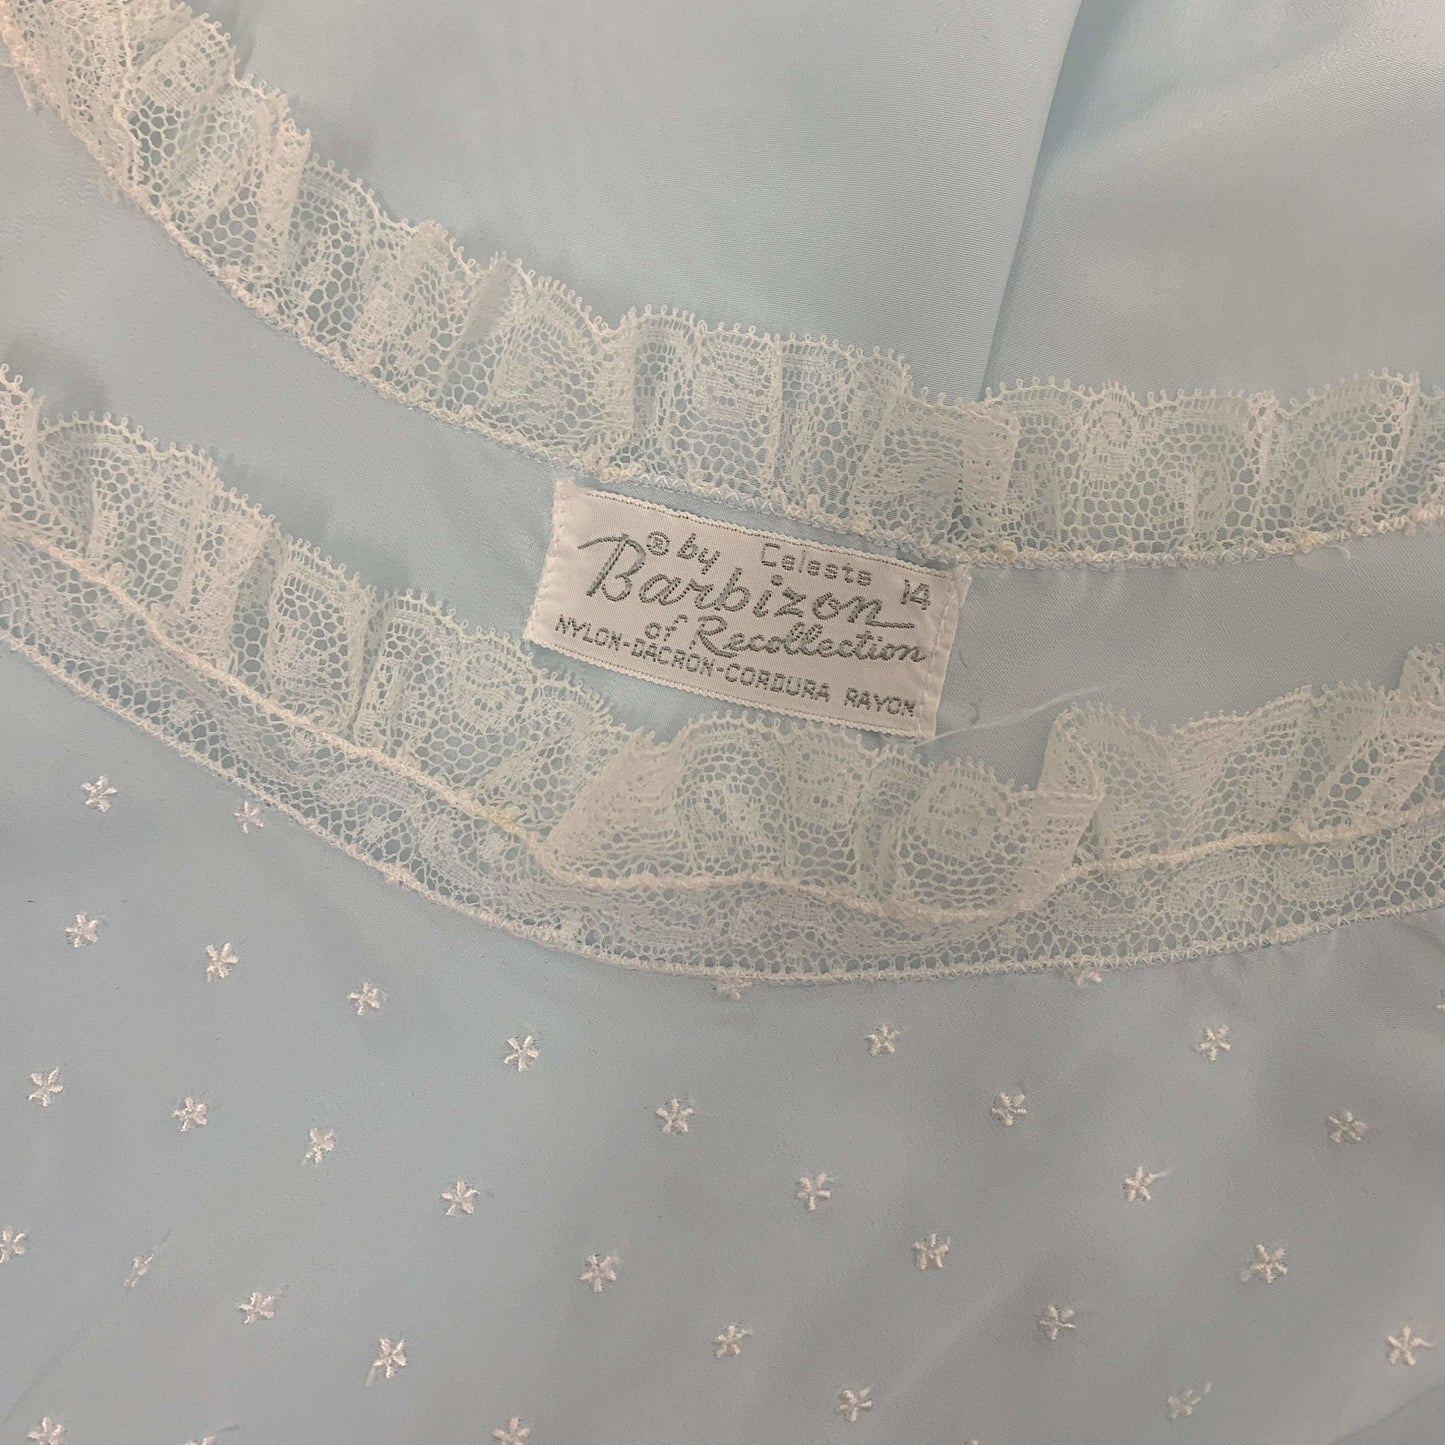 Celeste
® by Barbizon 14
of Recollection
NYLON-DACRON-CORDURA RAYON